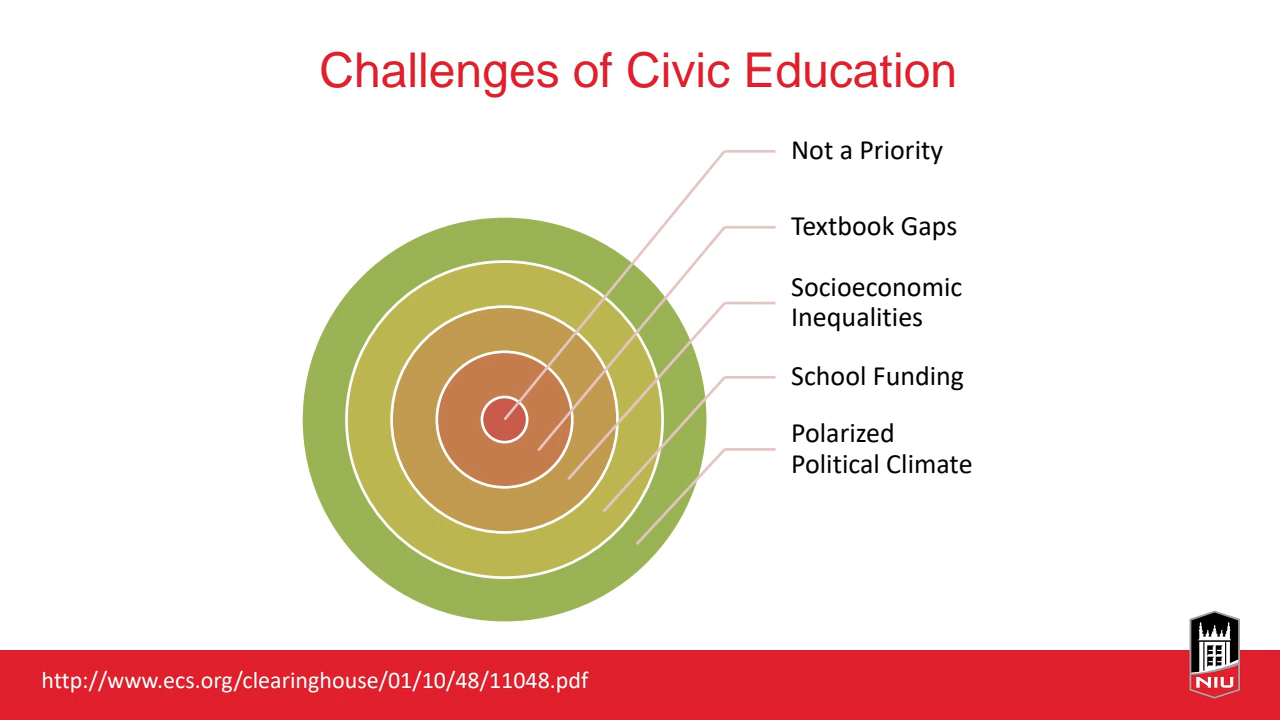 Challenges of Civic Education
Not a Priority
Textbook Gaps
Socioeconomic
Inequalities
School Funding
Polarized
Political Climate
http://www.ecs.org/clearinghouse/01/10/48/11048.pdf
NIU